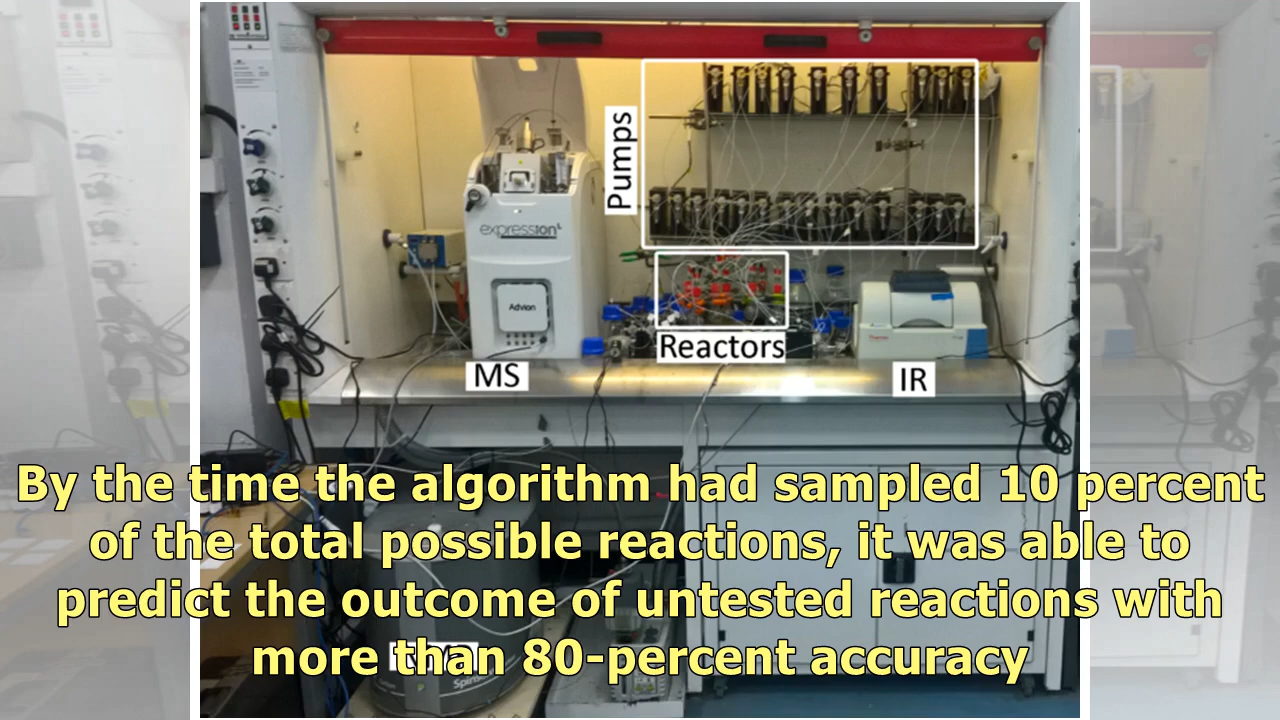 Pumps
expressionL
Advion
Reactors
MS
IR
By the time the algorithm had sampled 10 percent
of the total possible reactions, it was able to
predict the outcome of untested reactions with
more than 80-percent accuracy